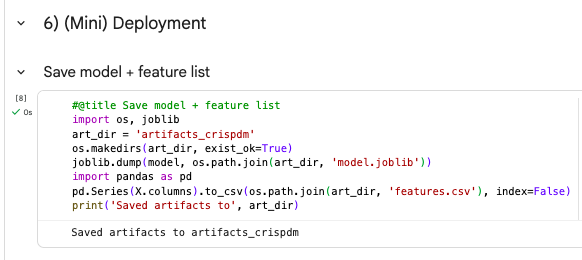 6) (Mini) Deployment
Save model + feature list
[8]
0s
#@title Save model + feature list
import os, joblib
art_dir = 'artifacts_crispdm'
os.makedirs(art_dir, exist_ok=True)
joblib.dump(model, os.path.join(art_dir, 'model.joblib'))
import pandas as pd
pd.Series(X.columns).to_csv(os.path.join(art_dir, 'features.csv'), index=False)
print('Saved artifacts to', art_dir)
Saved artifacts to artifacts_crispdm